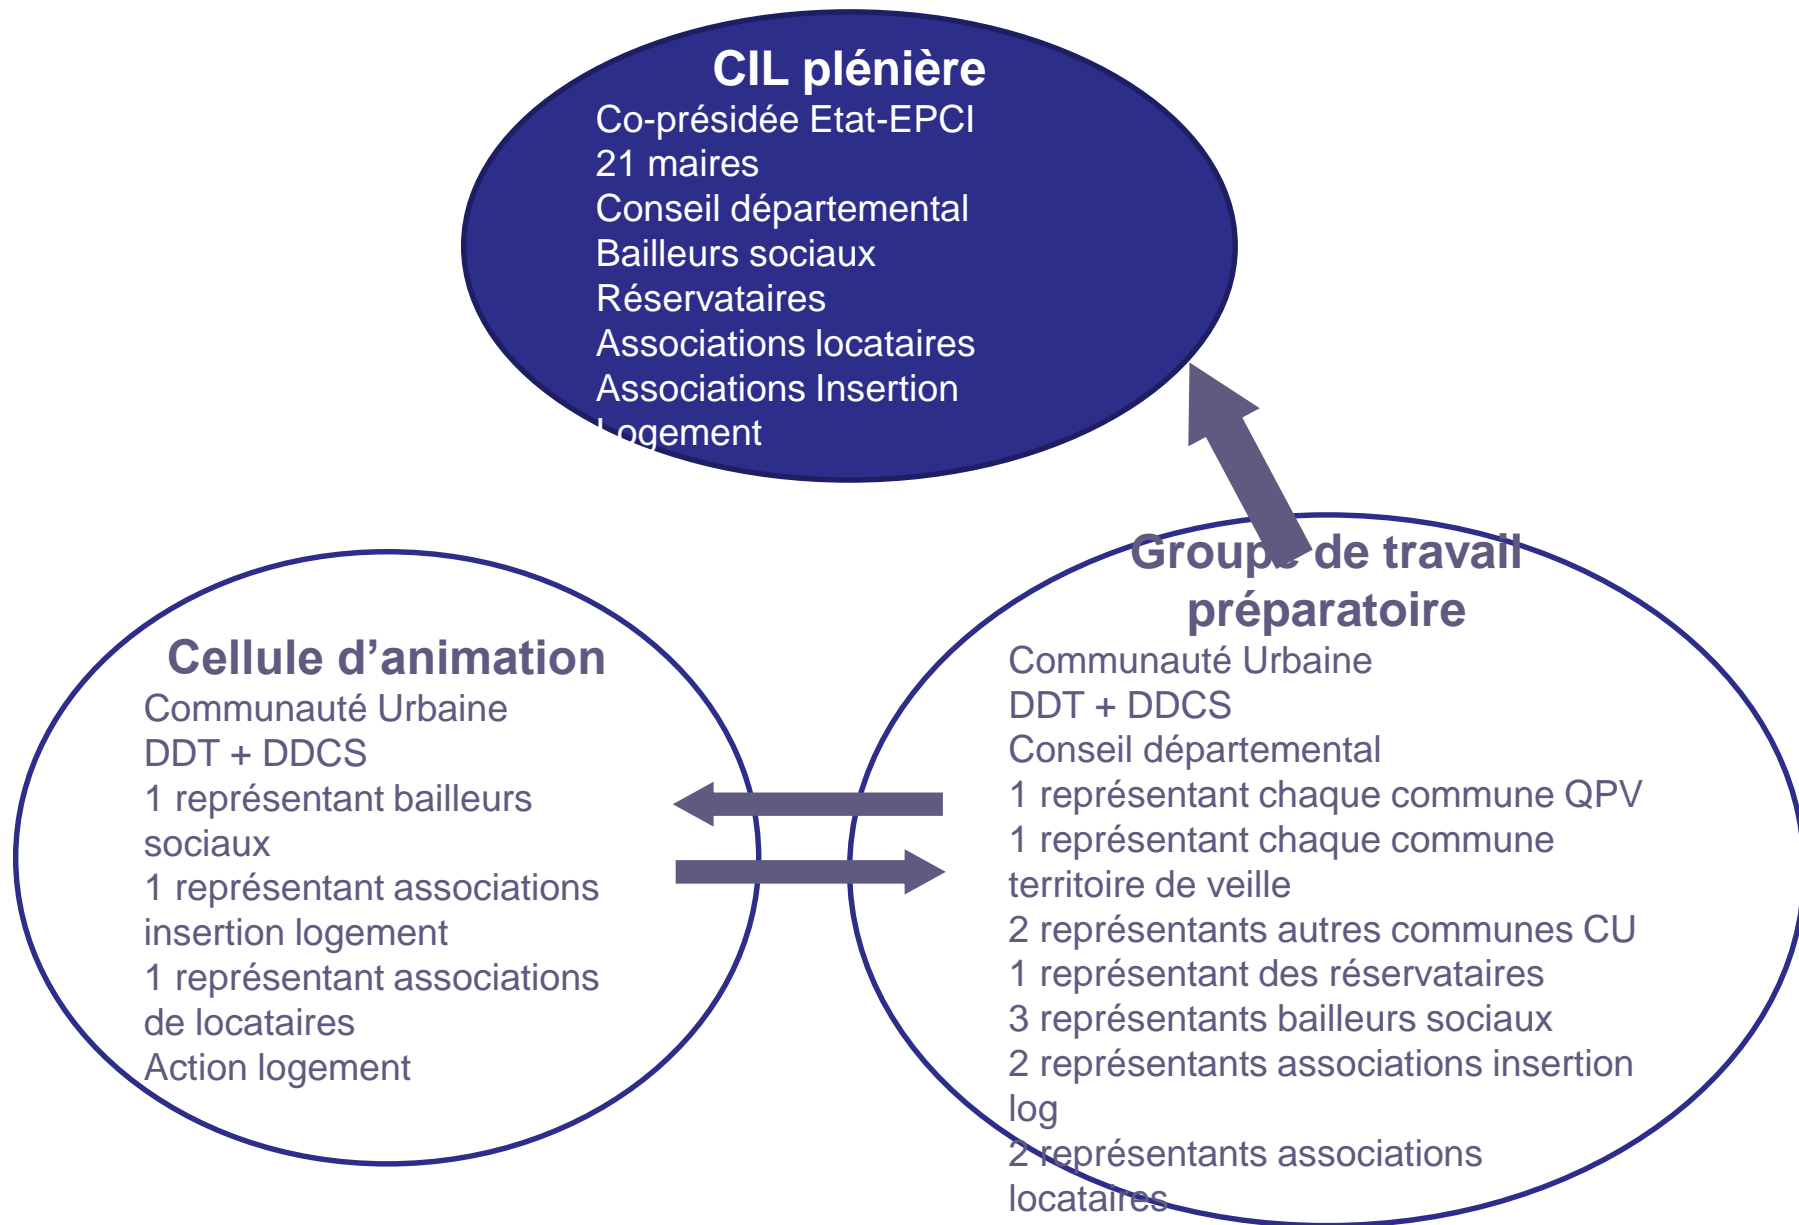 CIL plénière
Co-présidée Etat-EPCI
21 maires
Conseil départemental
Bailleurs sociaux
Réservataires
Associations locataires
Associations Insertion
Logement
Cellule d’animation
Communauté Urbaine
DDT + DDCS
1 représentant bailleurs
sociaux
1 représentant associations
insertion logement
1 représentant associations
de locataires
Action logement
Groupe de travail
préparatoire
Communauté Urbaine
DDT + DDCS
Conseil départemental
1 représentant chaque commune QPV
1 représentant chaque commune
territoire de veille
2 représentants autres communes CU
1 représentant des réservataires
3 représentants bailleurs sociaux
2 représentants associations insertion
log
2 représentants associations
locataires